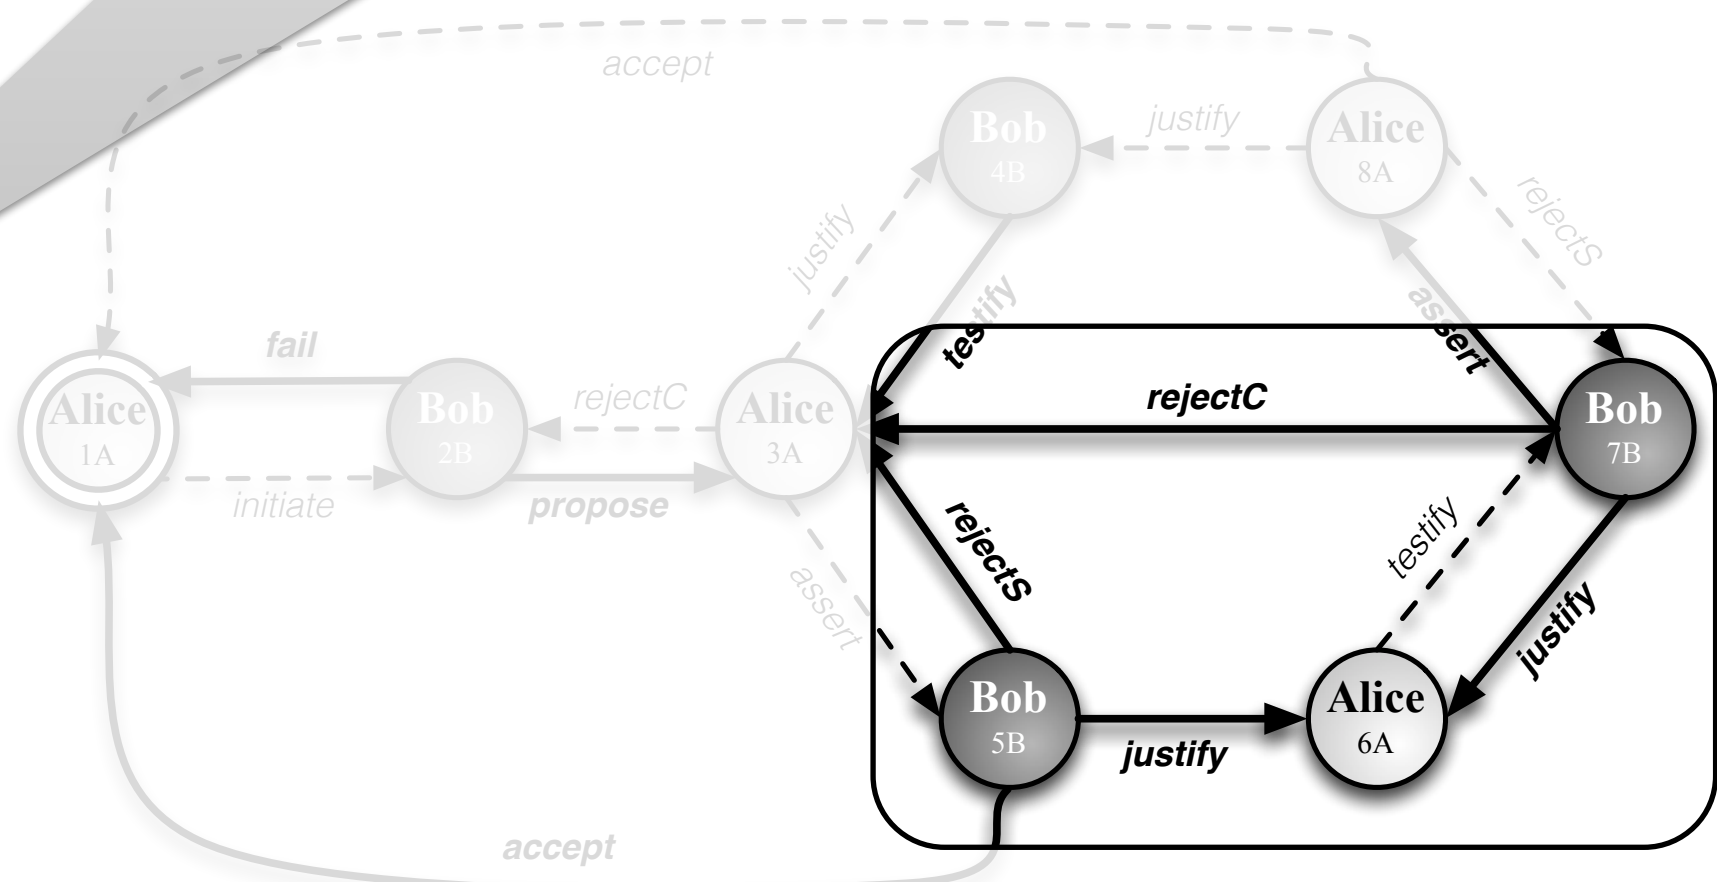 accept
Bob
4B
justify
Alice
8A
justify
rejectS
testify
assert
fail
Alice
1A
Bob
2B
rejectC
Alice
3A
rejectC
Bob
7B
initiate
propose
rejectS
testify
assert
justify
Bob
5B
justify
Alice
6A
accept